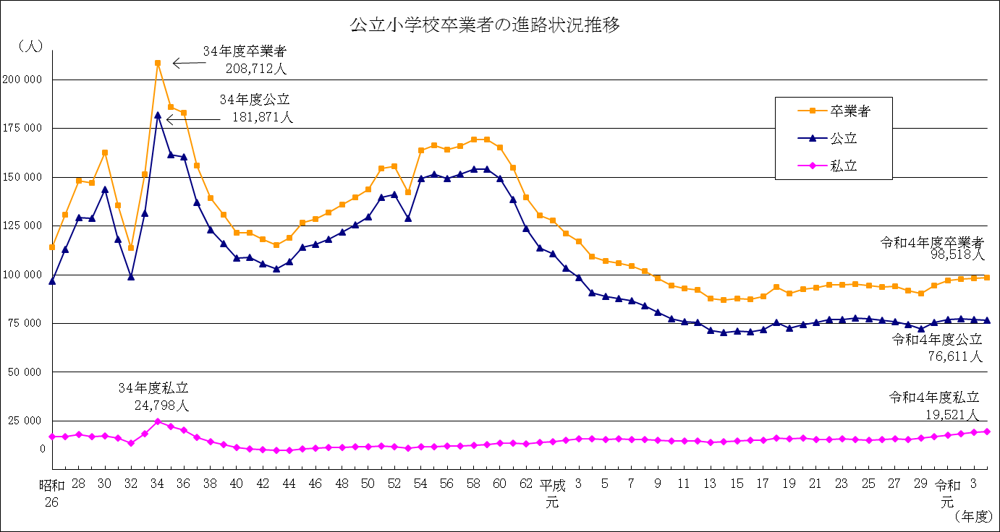 公立小学校卒業者の進路状況推移
（人）
34年度卒業者
208,712人
200 000
34年度公立
181,871人
卒業者
175 000
公立
私立
150 000
125 000
令和4年度卒業者
98,518人
100 000
75 000
令和4年度公立
76,611人
50 000
34年度私立
24,798人
令和4年度私立
19,521人
25 000
0
昭和 28 30 32 34 36 38 40 42 44 46 48 50 52 54 56 58 60 62 平成 3 5 7 9 11 13 15 17 19 21 23 25 27 29 令和 3
26 元 元
（年度）